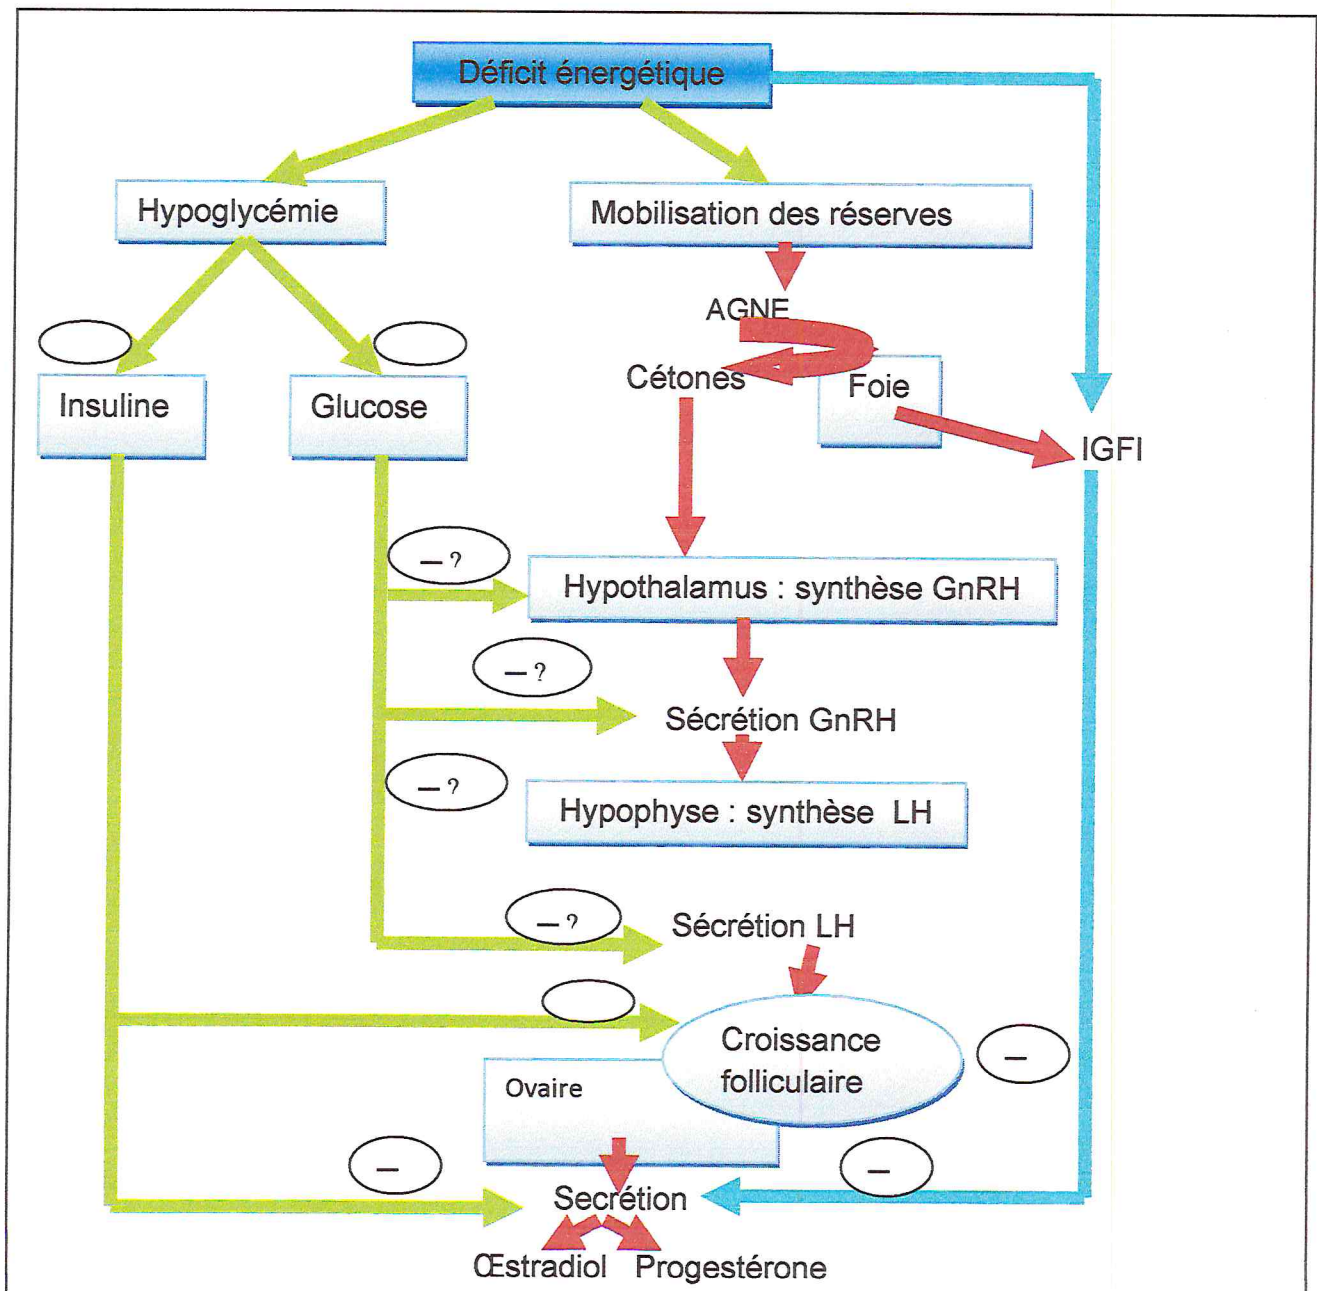 Déficit énergétique
Hypoglycémie
Mobilisation des réserves
AGNE
Cétones
Foie
Insuline
Glucose
IGFI
– ?
Hypothalamus : synthèse GnRH
– ?
Sécrétion GnRH
– ?
Hypophyse : synthèse LH
– ?
Sécrétion LH
Croissance
folliculaire
–
Ovaire
–
–
Secrétion
Œstradiol Progestérone